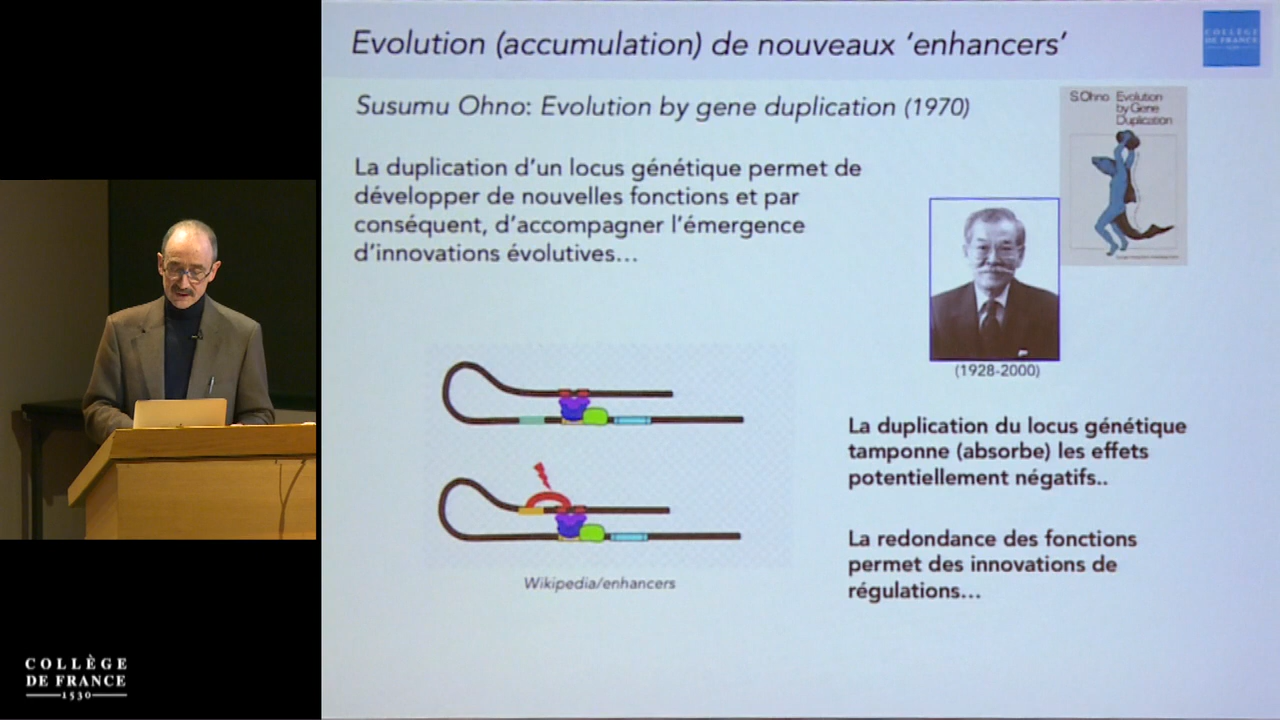 Evolution (accumulation) de nouveaux ‘enhancers’
COLLÈGE
DE FRANCE
1530
Susumu Ohno: Evolution by gene duplication (1970)
S.Ohno Evolution
by Gene
Duplication
La duplication d’un locus génétique permet de
développer de nouvelles fonctions et par
conséquent, d’accompagner l’émergence
d’innovations évolutives…
(1928-2000)
La duplication du locus génétique
tamponne (absorbe) les effets
potentiellement négatifs..
La redondance des fonctions
permet des innovations de
régulations…
Wikipedia/enhancers
COLLÈGE
DE FRANCE
1530